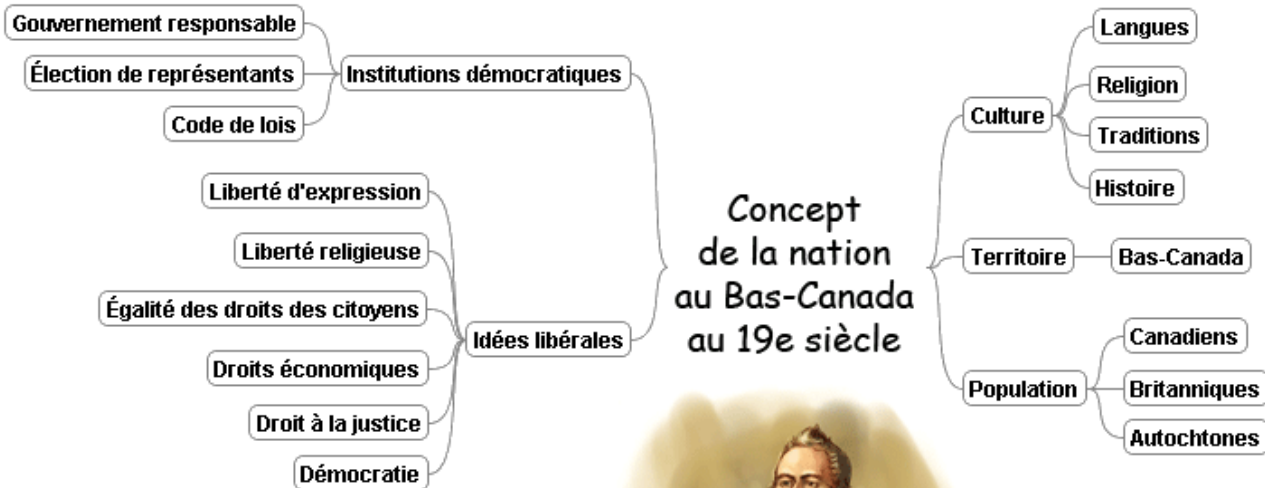 Gouvernement responsable
Élection de représentants
Code de lois
Institutions démocratiques
Liberté d'expression
Liberté religieuse
Égalité des droits des citoyens
Droits économiques
Droit à la justice
Démocratie
Idées libérales
Concept
de la nation
au Bas-Canada
au 19e siècle
Culture
Langues
Religion
Traditions
Histoire
Territoire
Bas-Canada
Population
Canadiens
Britanniques
Autochtones